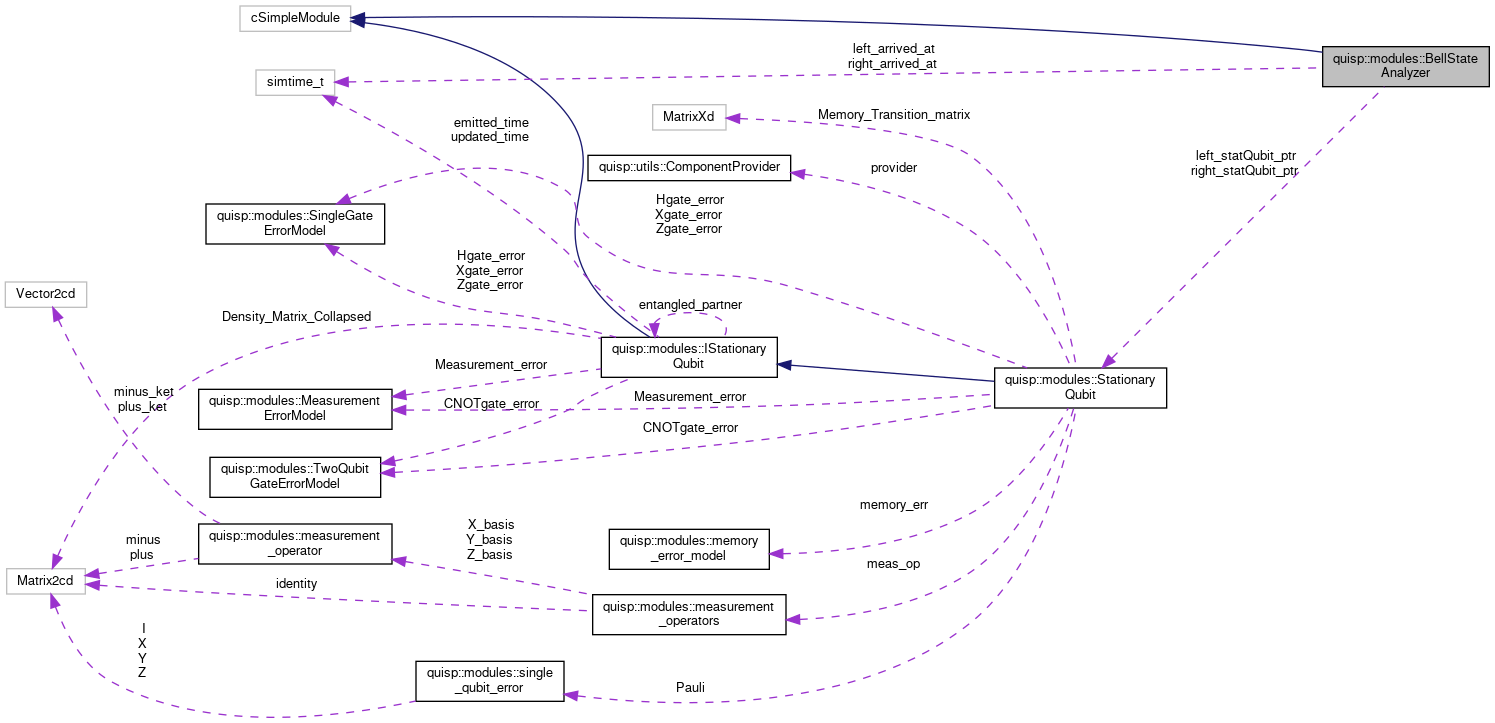 cSimpleModule
left_arrived_at
right_arrived_at
quisp::modules::BellState
Analyzer
simtime_t
MatrixXd
Memory_Transition_matrix
emitted_time
updated_time
quisp::utils::ComponentProvider
provider
left_statQubit_ptr
right_statQubit_ptr
quisp::modules::SingleGate
ErrorModel
Hgate_error
Xgate_error
Zgate_error
Hgate_error
Xgate_error
Zgate_error
Vector2cd
Density_Matrix_Collapsed
entangled_partner
quisp::modules::IStationary
Qubit
Measurement_error
quisp::modules::Stationary
Qubit
minus_ket
plus_ket
quisp::modules::Measurement
ErrorModel
CNOTgate_error
Measurement_error
CNOTgate_error
quisp::modules::TwoQubit
GateErrorModel
memory_err
quisp::modules::measurement
_operator
X_basis
Y_basis
Z_basis
minus
plus
quisp::modules::memory
_error_model
meas_op
Matrix2cd
identity
quisp::modules::measurement
_operators
I
X
Y
Z
quisp::modules::single
_qubit_error
Pauli